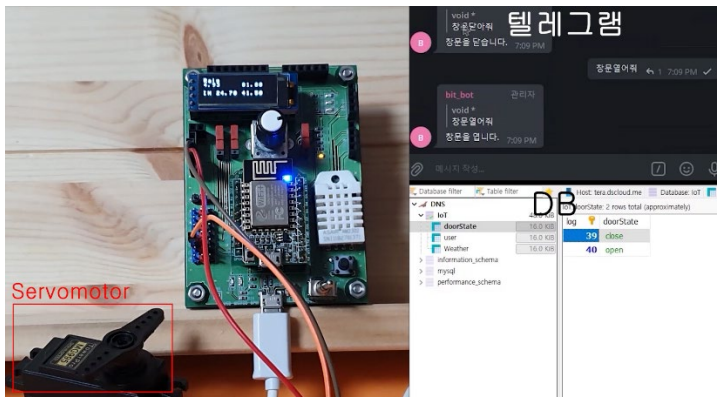 텔레그램
void *
창문닫아줘
창문을 닫습니다. 7:09 PM
창문열어줘 1 7:09 PM
bit_bot 관리자
void *
창문열어줘
B 창문을 엽니다. 7:09 PM
메시지 작성...
DB
Database filter Table filter Host: tera.dscloud.me Database: IoT
DNS
IoT
doorState 16.0 KiB
user 16.0 KiB
Weather 16.0 KiB
information_schema
mysql
performance_schema
IoT.doorState: 2 rows total (approximately)
log doorState
39 close
40 open
Servomotor